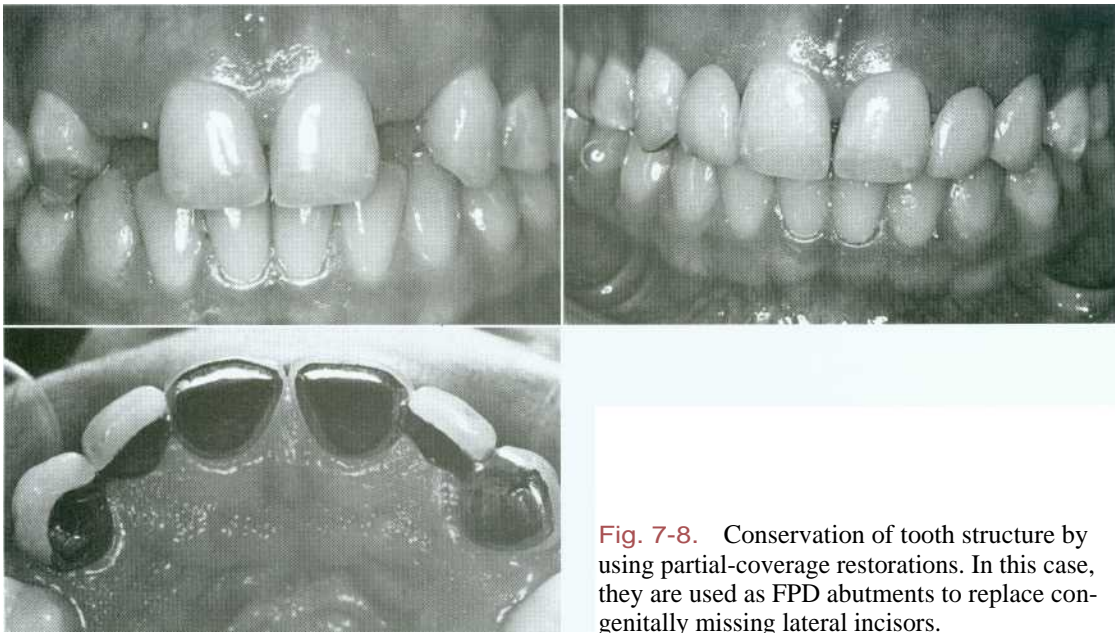 Fig. 7-8. Conservation of tooth structure by
using partial-coverage restorations. In this case,
they are used as FPD abutments to replace con-
genitally missing lateral incisors.